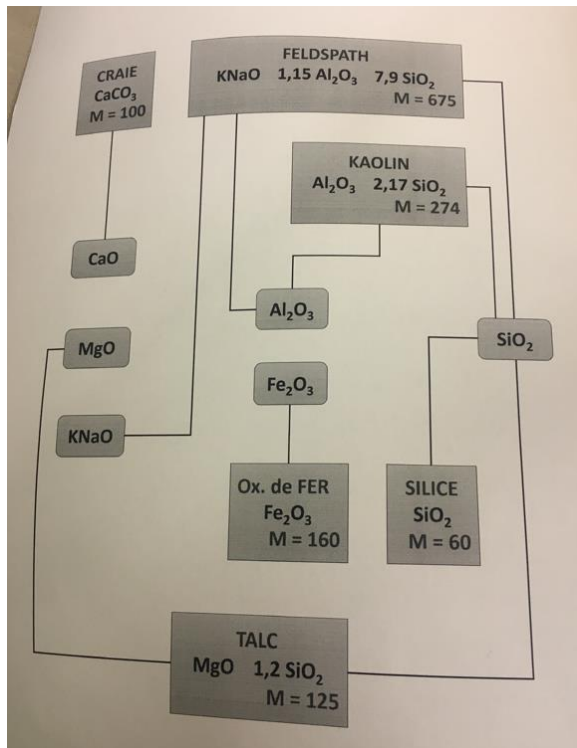 CRAIE
CaCO₃
M = 100
FELDSPATH
KNaO 1,15 Al₂O₃ 7,9 SiO₂
M = 675
KAOLIN
Al₂O₃ 2,17 SiO₂
M = 274
CaO
Al₂O₃
MgO
SiO₂
Fe₂O₃
KNaO
Ox. de FER
Fe₂O₃
M = 160
SILICE
SiO₂
M = 60
TALC
MgO 1,2 SiO₂
M = 125